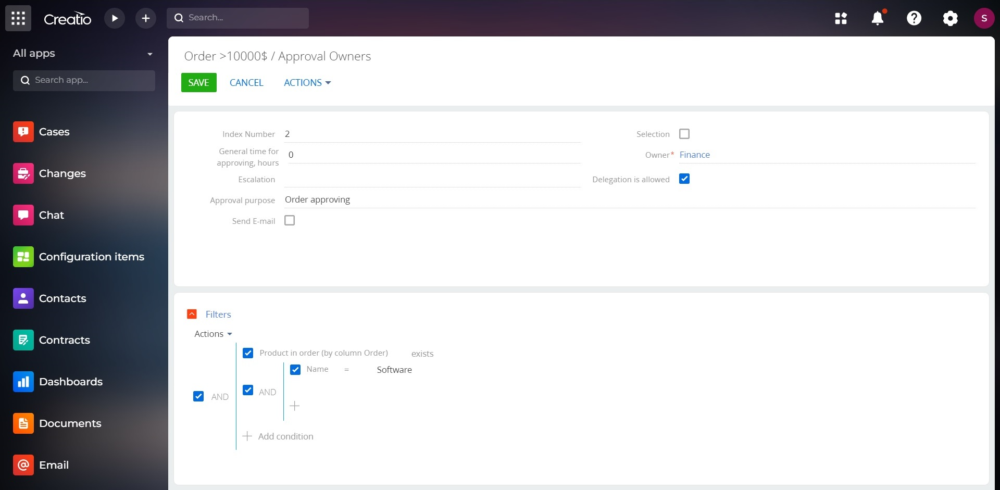 Creatio
Search...
S
All apps
Search app...
Cases
Changes
Chat
Configuration items
Contacts
Contracts
Dashboards
Documents
Email
Order >10000$ / Approval Owners
SAVE CANCEL ACTIONS
Index Number 2
Selection
General time for
approving, hours 0
Owner* Finance
Escalation
Delegation is allowed
Approval purpose Order approving
Send E-mail
Filters
Actions
Product in order (by column Order) exists
Name = Software
AND
AND
Add condition